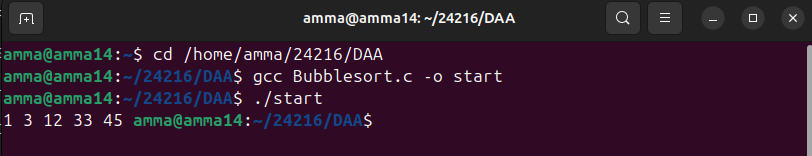 amma@amma14: ~/24216/DAA
amma@amma14:~$ cd /home/amma/24216/DAA
amma@amma14:~/24216/DAA$ gcc Bubblesort.c -o start
amma@amma14:~/24216/DAA$ ./start
1 3 12 33 45 amma@amma14:~/24216/DAA$